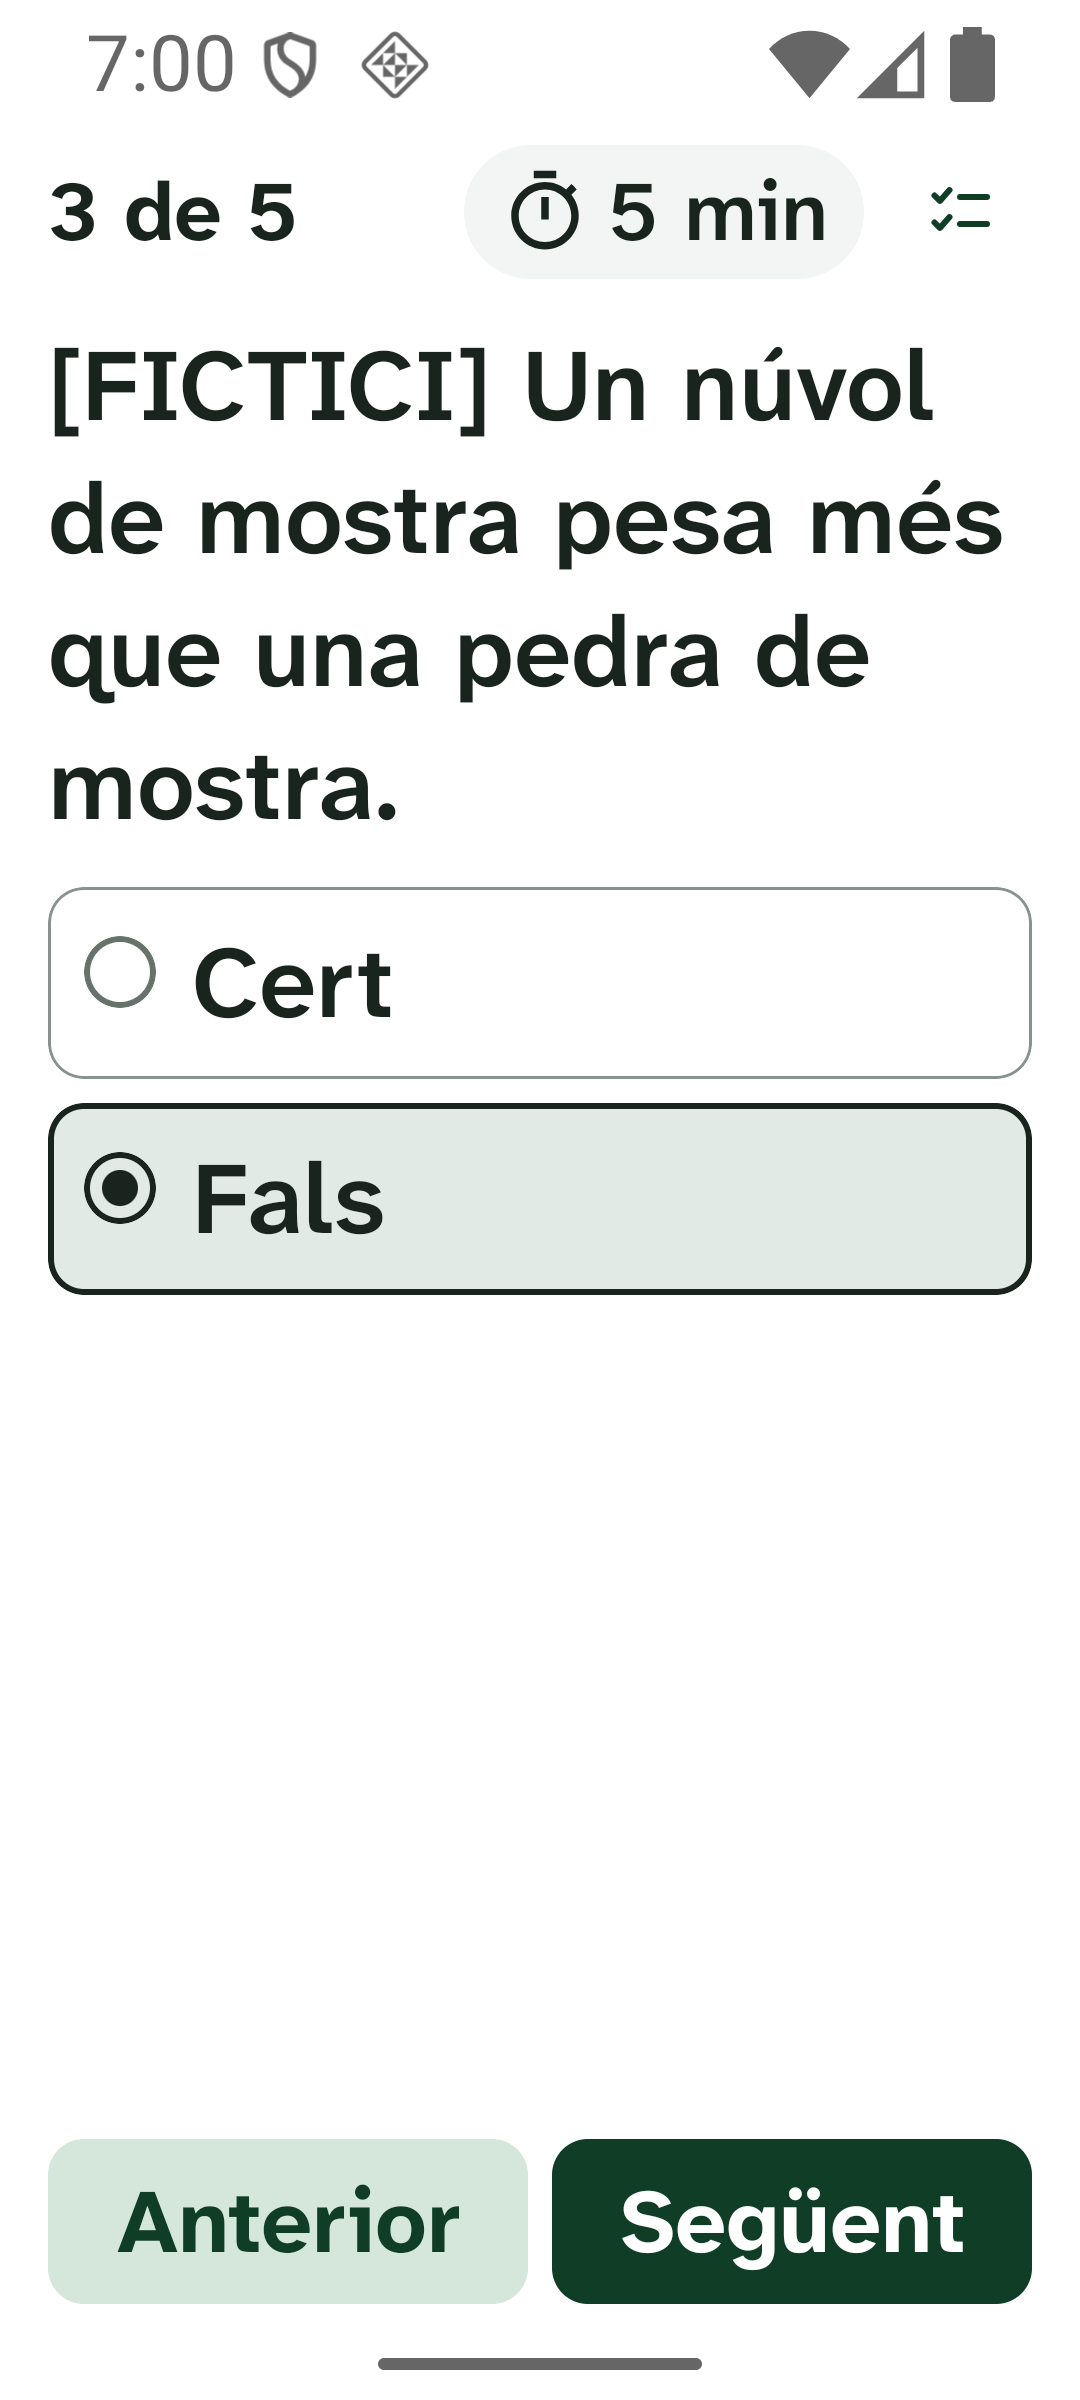 7:00
3 de 5
5 min
[FICTICI] Un núvol
de mostra pesa més
que una pedra de
mostra.
Cert
Fals
Anterior
Següent